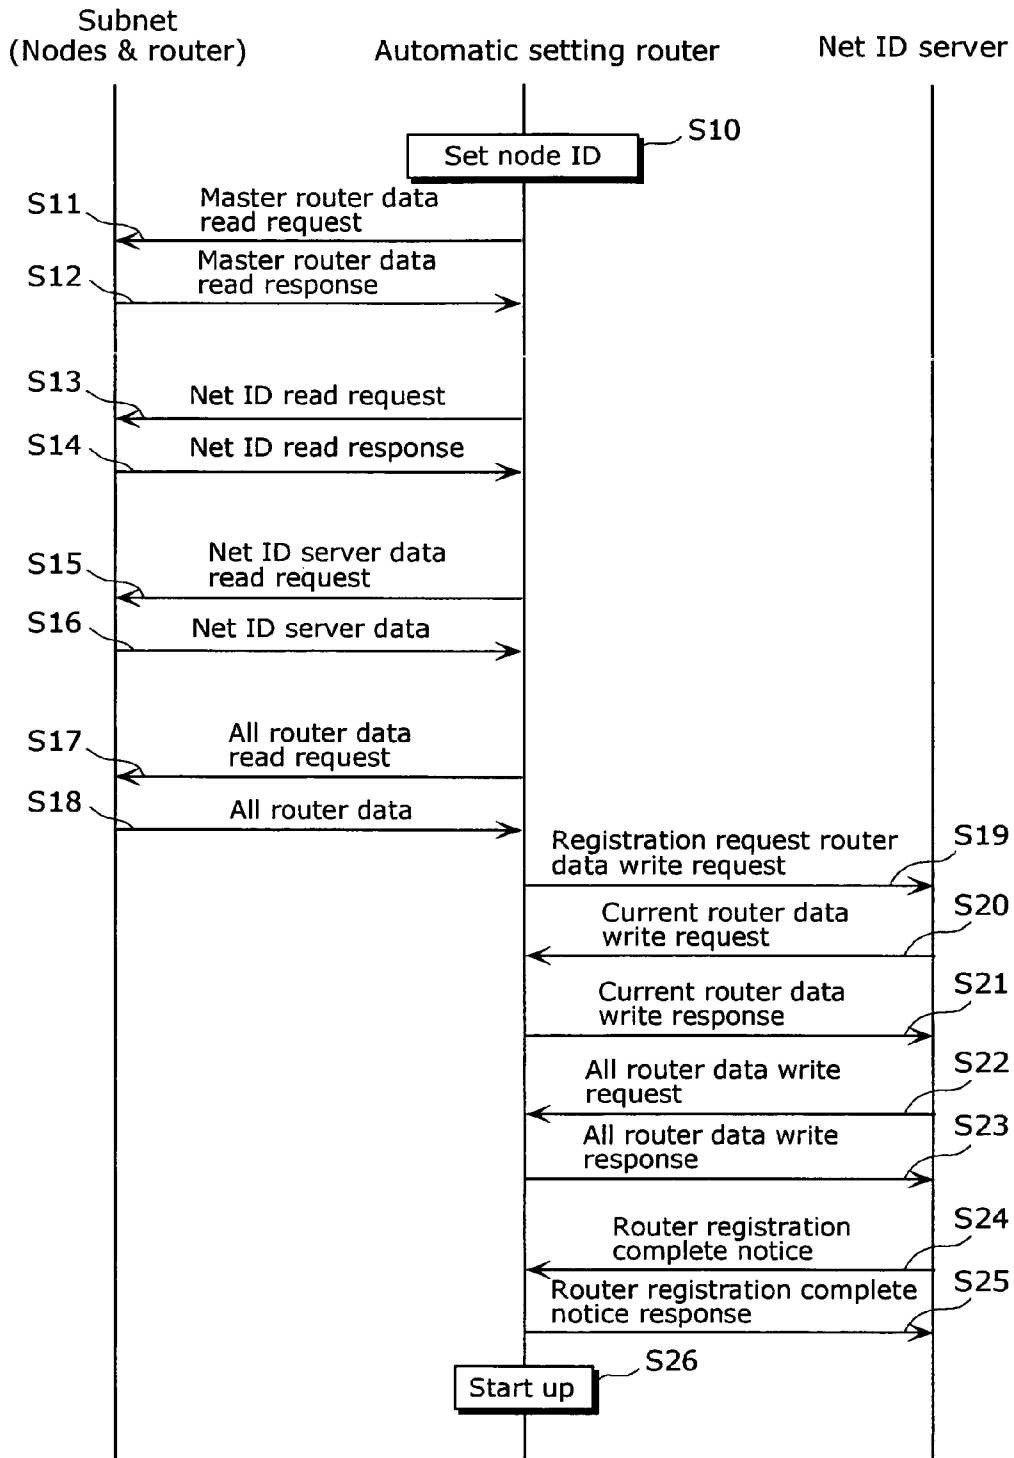 Subnet
(Nodes & router)
Automatic setting router
Net ID server
S10
Set node ID
S11
Master router data
read request
S12
Master router data
read response
S13
Net ID read request
S14
Net ID read response
S15
Net ID server data
read request
S16
Net ID server data
S17
All router data
read request
S18
All router data
S19
Registration request router
data write request
S20
Current router data
write request
S21
Current router data
write response
S22
All router data write
request
S23
All router data write
response
S24
Router registration
complete notice
S25
Router registration complete
notice response
S26
Start up